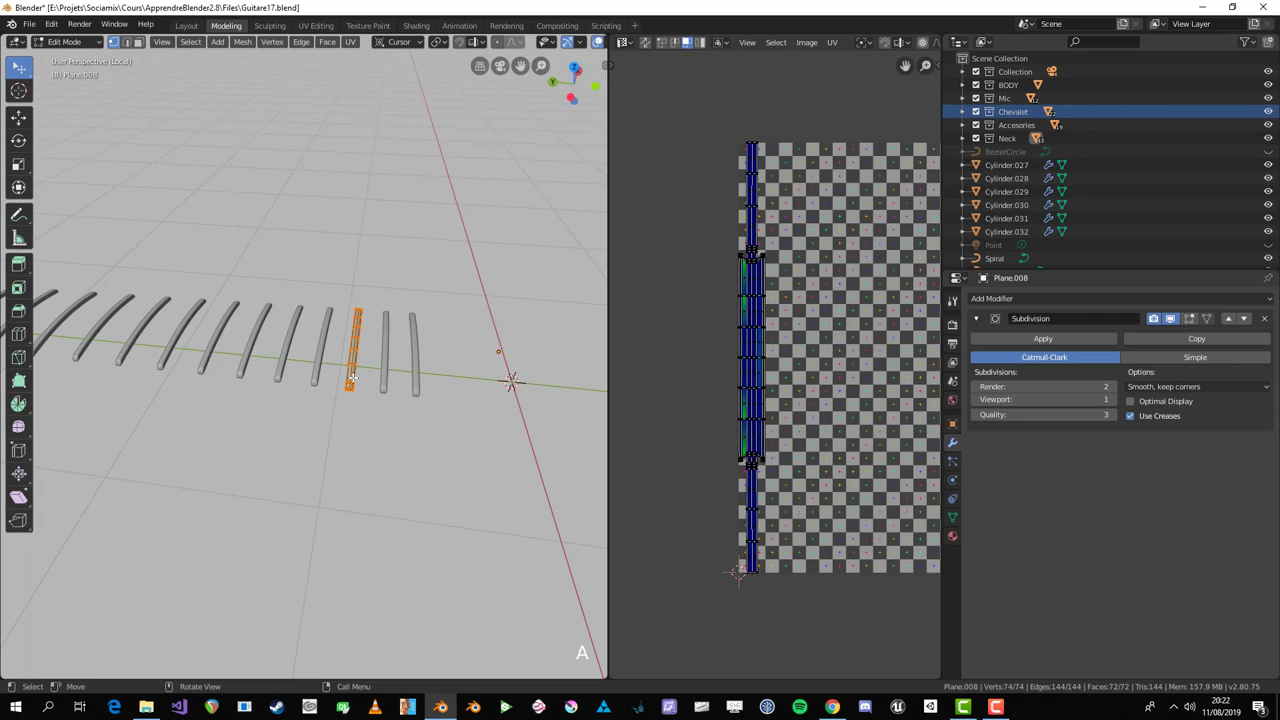 Blender* [E:\Projets\Sociamix\Cours\ApprendreBlender2.8\Files\Guitare17.blend]
File Edit Render Window Help Layout Modeling Sculpting UV Editing Texture Paint Shading Animation Rendering Compositing Scripting + Scene View Layer
Edit Mode View Select Add Mesh Vertex Edge Face UV Cursor View Select Image UV
User Perspective (Local)
(8) Plane.008
Scene Collection
Collection
BODY
Mic
Chevalet
Accesories
Neck
BezierCircle
Cylinder.027
Cylinder.028
Cylinder.029
Cylinder.030
Cylinder.031
Cylinder.032
Point
Spiral
Plane.008
Add Modifier
Subdivision
Apply Copy
Catmull-Clark Simple
Subdivisions: Options:
Render: 2 Smooth, keep corners
Viewport: 1 Optimal Display
Quality: 3 Use Creases
A
Select Move Rotate View Call Menu Plane.008 | Verts:74/74 | Edges:144/144 | Faces:72/72 | Tris:144 | Mem: 157.9 MB | v2.80.75
20:22
11/08/2019